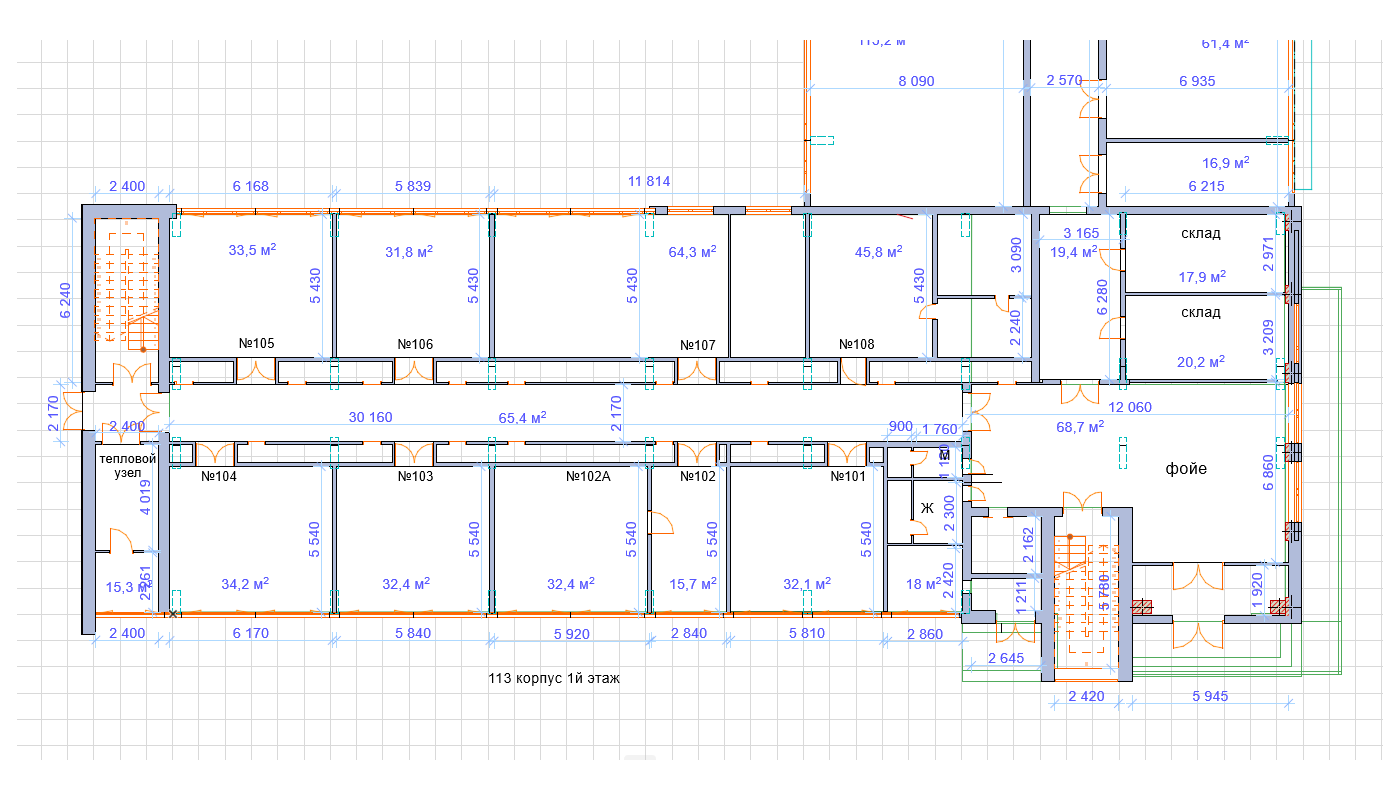 113,2 м²
61,4 м²
8 090
2 570
6 935
16,9 м²
2 400
6 168
5 839
11 814
6 215
33,5 м²
31,8 м²
64,3 м²
45,8 м²
3 165
19,4 м²
склад
17,9 м²
2 971
6 240
5 430
5 430
5 430
5 430
3 090
2 240
6 280
склад
20,2 м²
3 209
№105
№106
№107
№108
2 170
2 400
30 160
65,4 м²
2 170
900
1 760
12 060
68,7 м²
тепловой
узел
4 019
№104
№103
№102А
№102
№101
М
Ж
2 300
фойе
6 860
5 540
5 540
5 540
5 540
5 540
2 162
15,3 м²
34,2 м²
32,4 м²
32,4 м²
15,7 м²
32,1 м²
18 м²
2 420
1 211
5 780
1 920
2 400
6 170
5 840
5 920
2 840
5 810
2 860
2 645
113 корпус 1й этаж
2 420
5 945